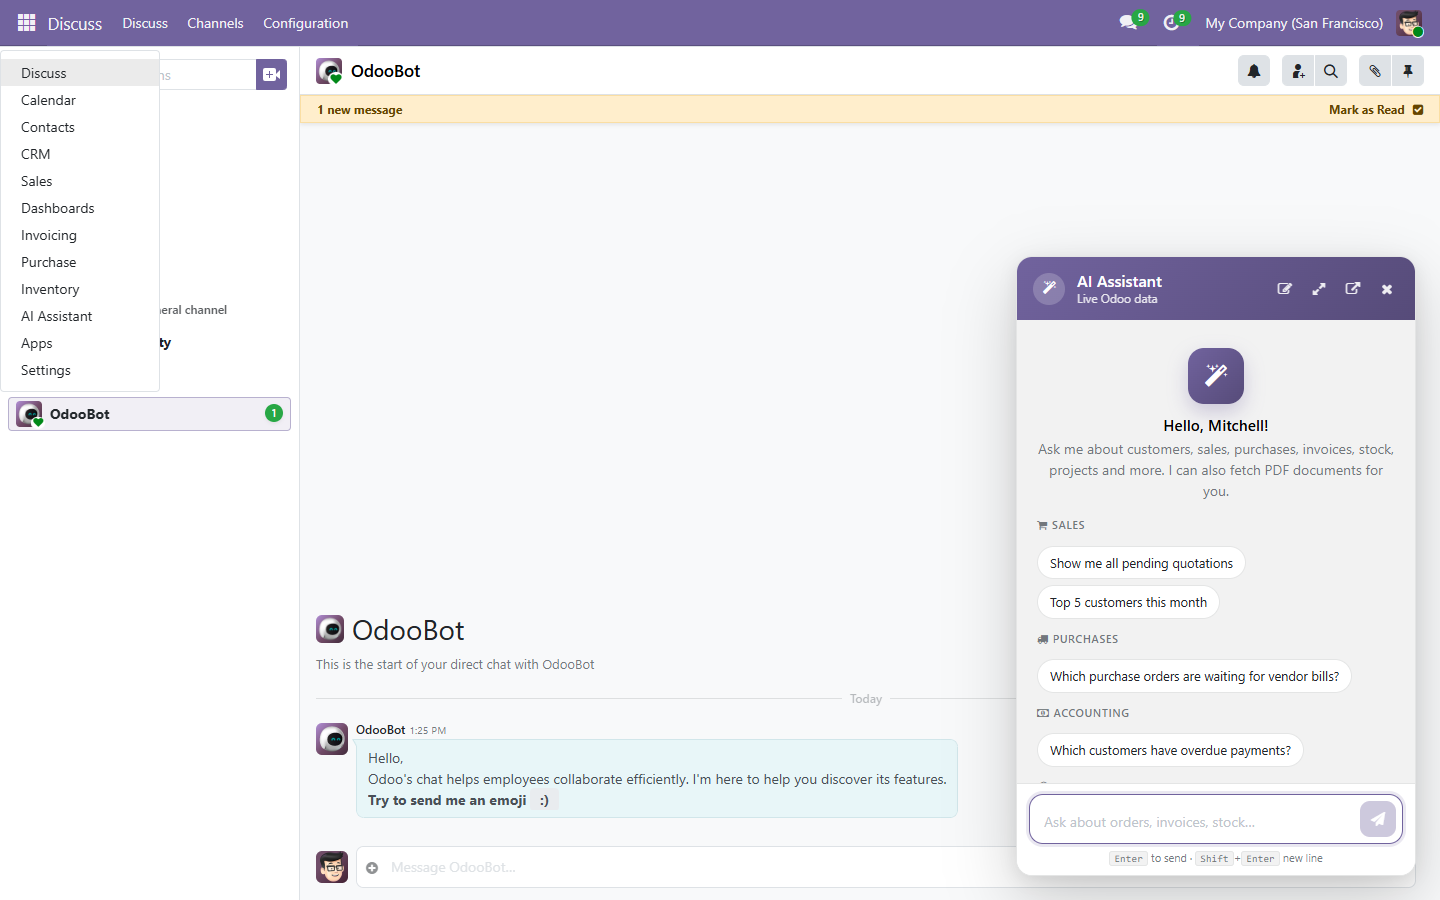 Discuss
Discuss
Channels
Configuration
9
9
My Company (San Francisco)
Discuss
Calendar
Contacts
CRM
Sales
Dashboards
Invoicing
Purchase
Inventory
AI Assistant
Apps
Settings
OdooBot
1
OdooBot
1 new message
Mark as Read
OdooBot
This is the start of your direct chat with OdooBot
Today
OdooBot 1:25 PM
Hello,
Odoo's chat helps employees collaborate efficiently. I'm here to help you discover its features.
Try to send me an emoji :)
Message OdooBot...
AI Assistant
Live Odoo data
Hello, Mitchell!
Ask me about customers, sales, purchases, invoices, stock,
projects and more. I can also fetch PDF documents for
you.
SALES
Show me all pending quotations
Top 5 customers this month
PURCHASES
Which purchase orders are waiting for vendor bills?
ACCOUNTING
Which customers have overdue payments?
Ask about orders, invoices, stock...
Enter to send · Shift+Enter new line